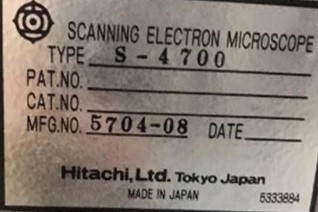 SCANNING ELECTRON MICROSCOPE
TYPE S-4700
PAT.NO.
CAT.NO.
MFG.NO. 5704-08 DATE
Hitachi, Ltd. Tokyo Japan
MADE IN JAPAN 5333884